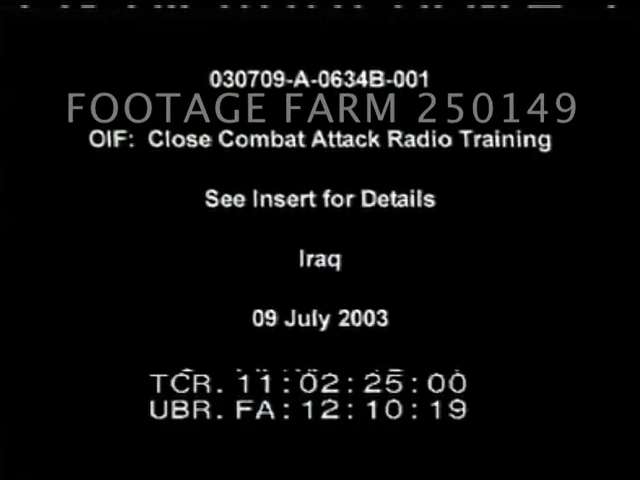 030709-A-0634B-001
FOOTAGE FARM 250149
OIF: Close Combat Attack Radio Training
See Insert for Details
Iraq
09 July 2003
TCR. 11:02:25:00
UBR. FA:12:10:19